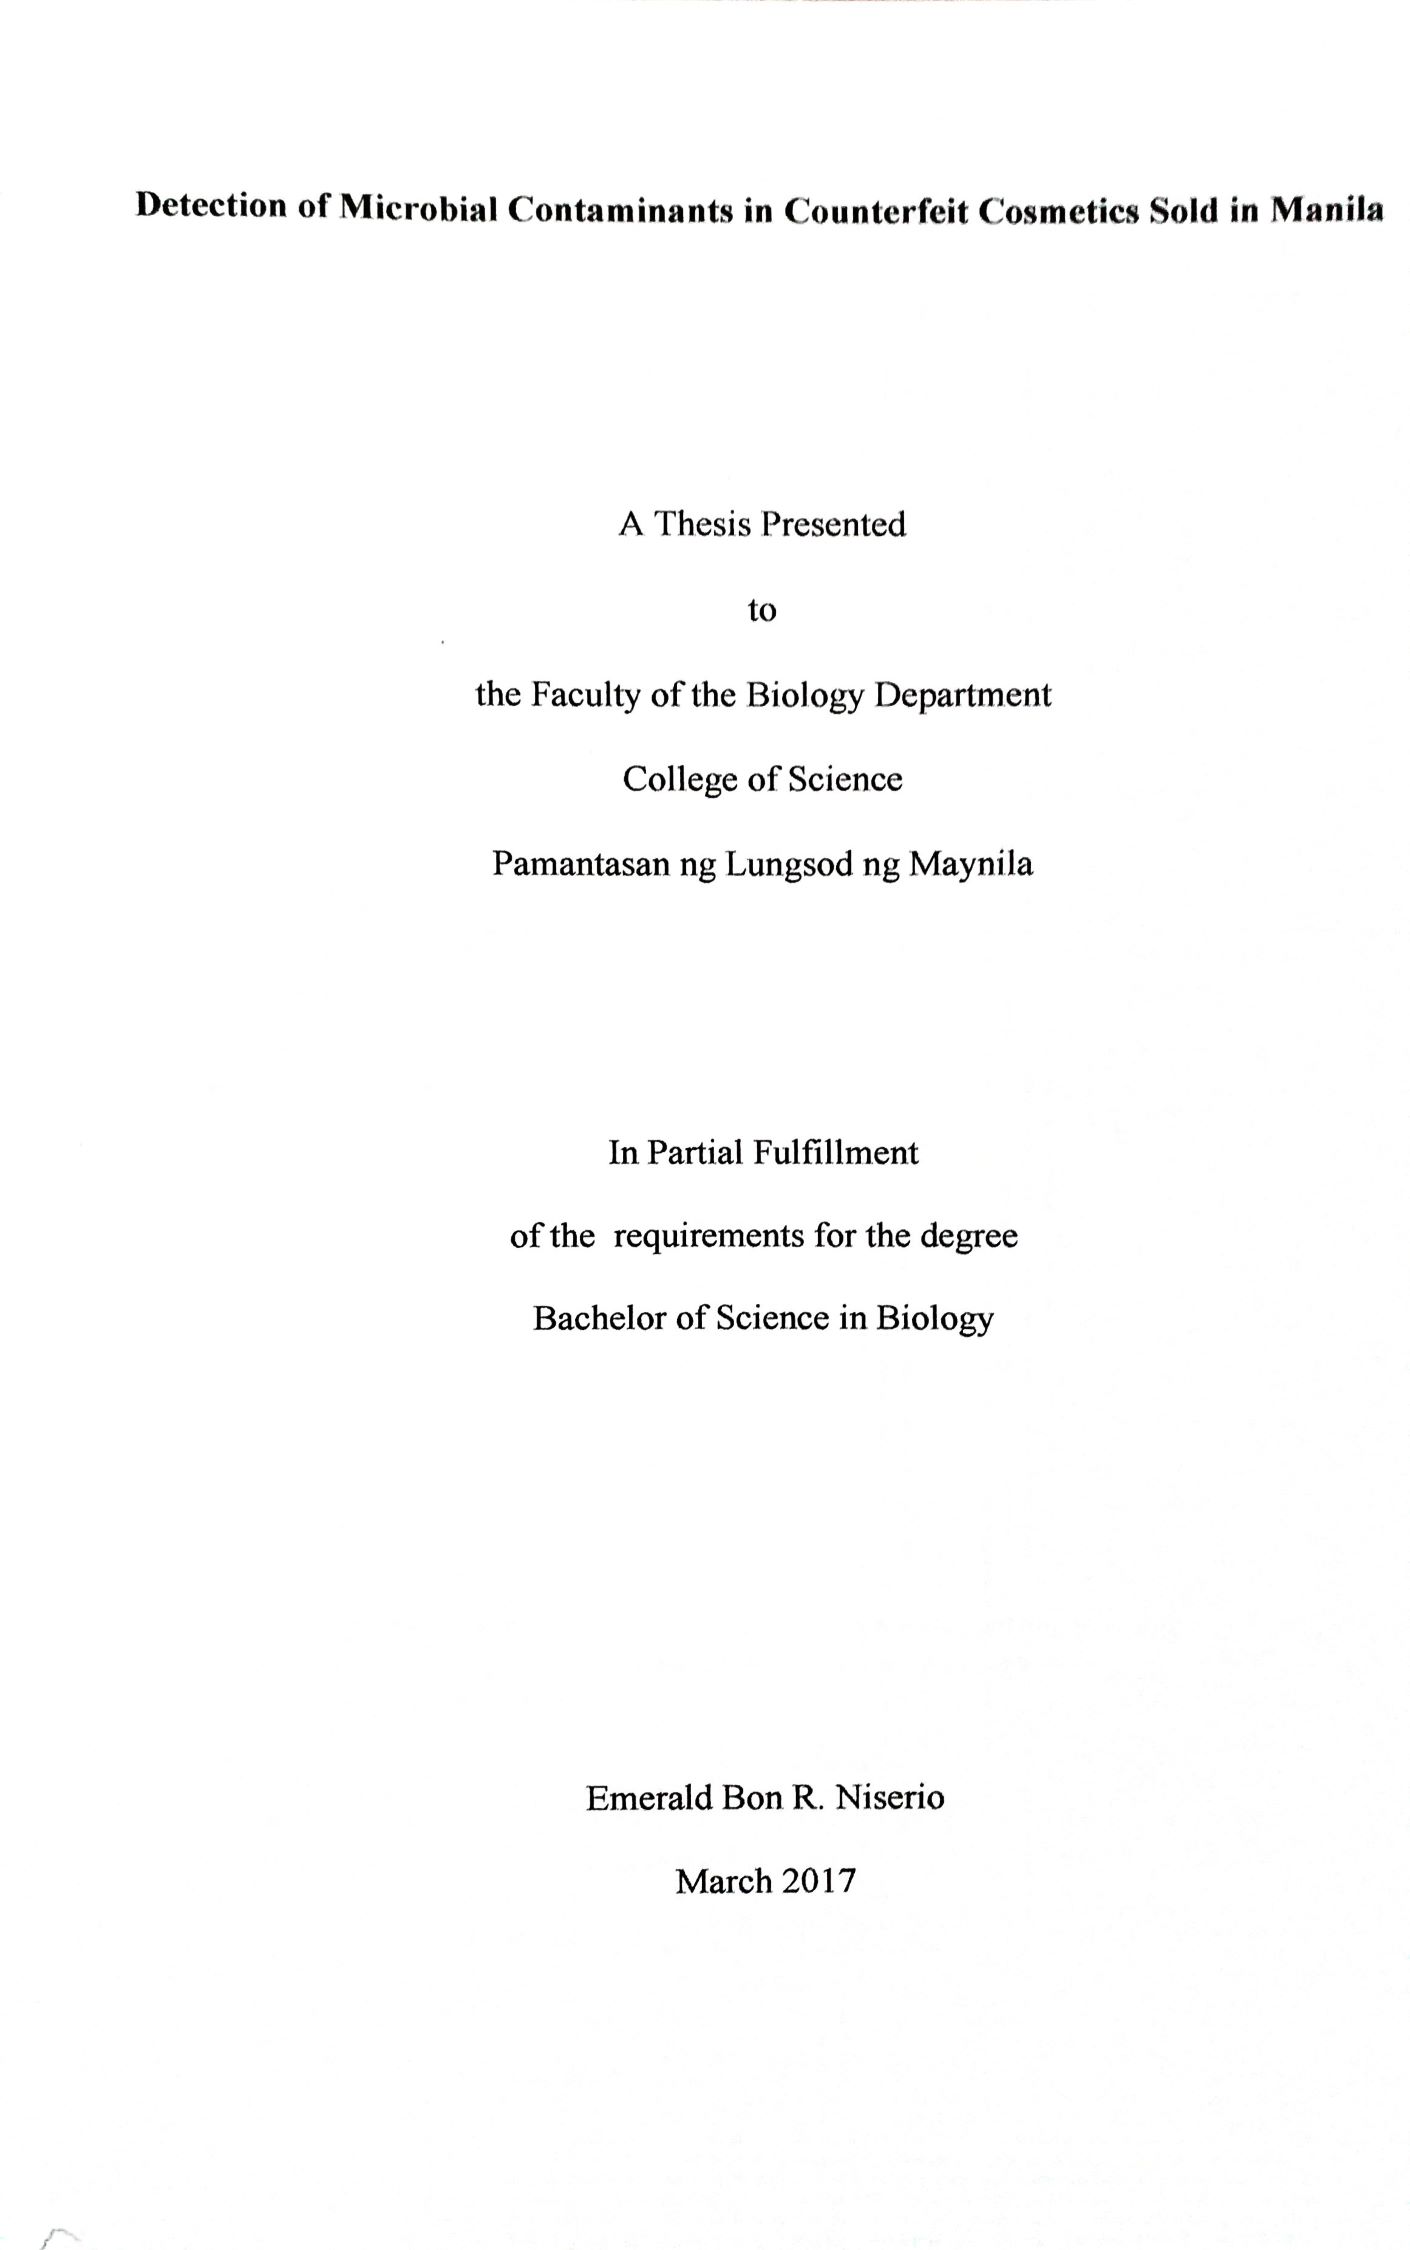 Detection of Microbial Contaminants in Counterfeit Cosmetics Sold in Manila
A Thesis Presented
to
the Faculty of the Biology Department
College of Science
Pamantasan ng Lungsod ng Maynila
In Partial Fulfillment
of the requirements for the degree
Bachelor of Science in Biology
Emerald Bon R. Niserio
March 2017